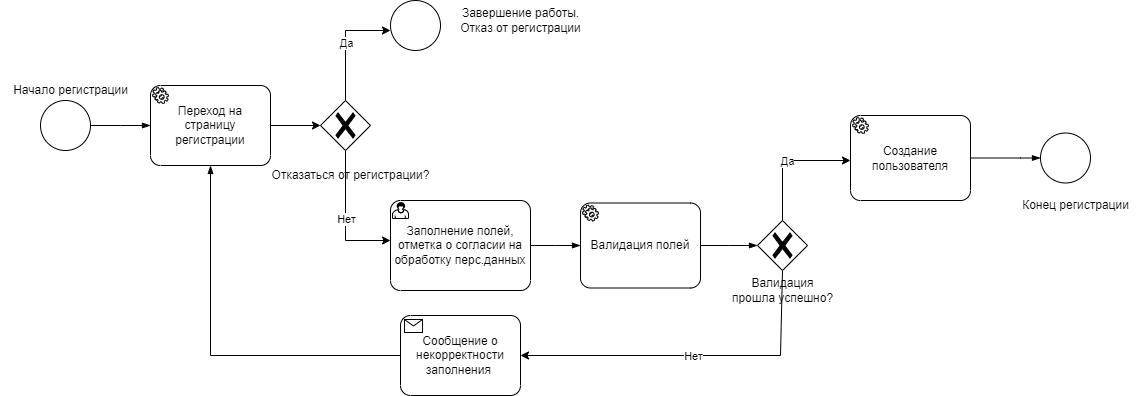 Завершение работы.
Отказ от регистрации
Да
Начало регистрации
Переход на
страницу
регистрации
Отказаться от регистрации?
Нет
Заполнение полей,
отметка о согласии на
обработку перс.данных
Валидация полей
Да
Создание
пользователя
Конец регистрации
Валидация
прошла успешно?
Нет
Сообщение о
некорректности
заполнения